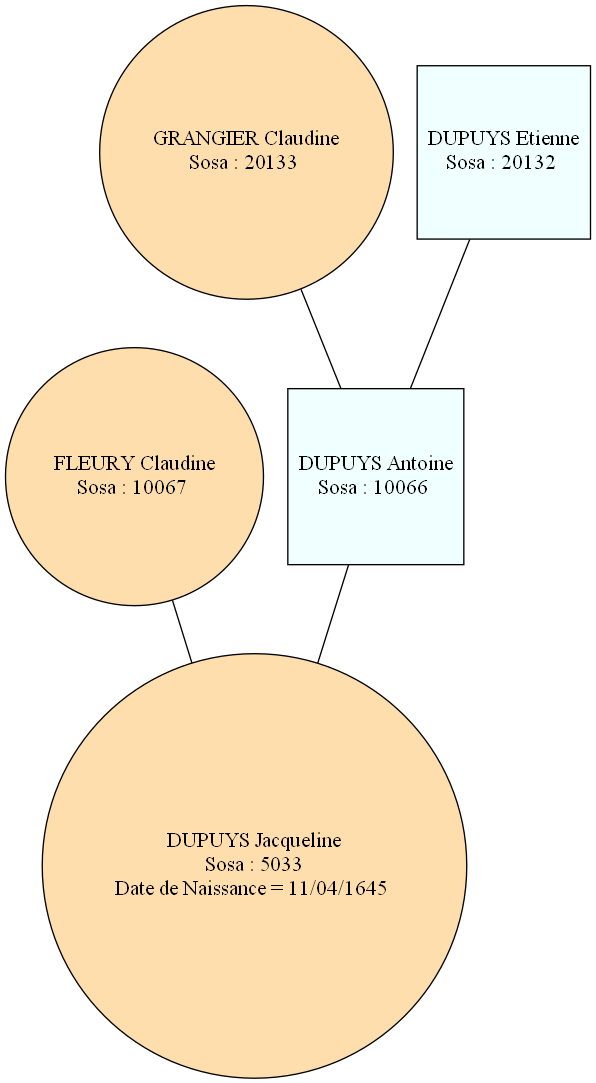 GRANGIER Claudine
Sosa : 20133
DUPUYS Etienne
Sosa : 20132
FLEURY Claudine
Sosa : 10067
DUPUYS Antoine
Sosa : 10066
DUPUYS Jacqueline
Sosa : 5033
Date de Naissance = 11/04/1645